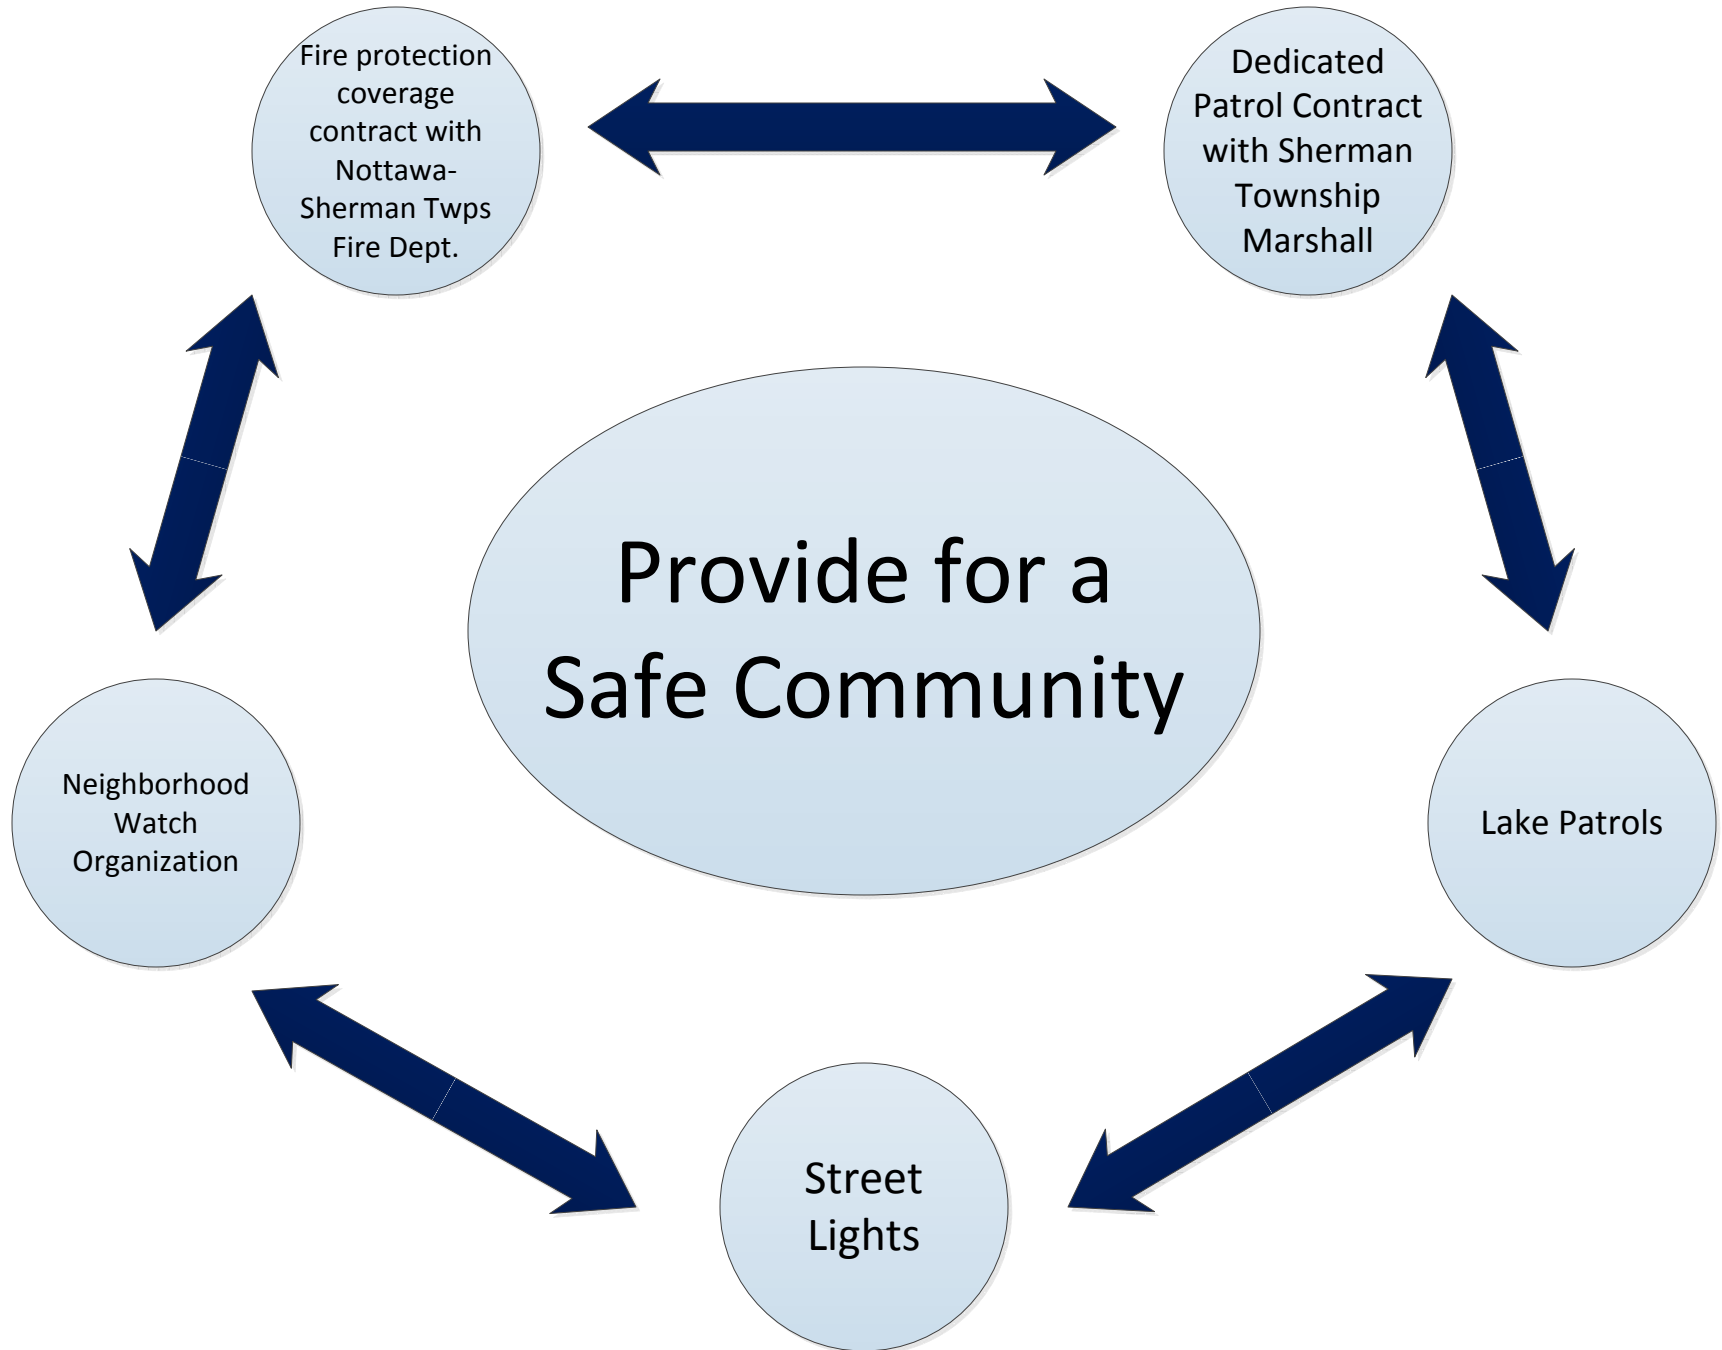 Fire protection
coverage
contract with
Nottawa-
Sherman Twps
Fire Dept.
Dedicated
Patrol Contract
with Sherman
Township
Marshall
Provide for a
Safe Community
Neighborhood
Watch
Organization
Lake Patrols
Street
Lights